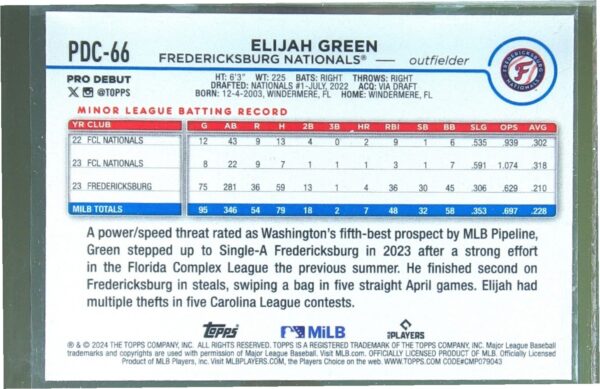 PDC-66
ELIJAH GREEN
FREDERICKSBURG NATIONALS® — outfielder
FREDERICKSBURG NATIONALS
PRO DEBUT
@TOPPS
HT: 6'3" WT: 225 BATS: RIGHT THROWS: RIGHT
DRAFTED: NATIONALS #1-JULY, 2022 ACQ: VIA DRAFT
BORN: 12-4-2003, WINDERMERE, FL HOME: WINDERMERE, FL
MINOR LEAGUE BATTING RECORD
YR CLUB G AB R H 2B 3B HR RBI SB BB SLG OPS AVG
22 FCL NATIONALS 12 43 9 13 4 0 2 9 1 6 .535 .939 .302
23 FCL NATIONALS 8 22 9 7 1 1 1 3 1 6 .591 1.074 .318
23 FREDERICKSBURG 75 281 36 59 13 1 4 36 30 45 .306 .629 .210
MILB TOTALS 95 346 54 79 18 2 7 48 32 58 .353 .697 .228
A power/speed threat rated as Washington's fifth-best prospect by MLB Pipeline,
Green stepped up to Single-A Fredericksburg in 2023 after a strong effort
in the Florida Complex League the previous summer. He finished second on
Fredericksburg in steals, swiping a bag in five straight April games. Elijah had
multiple thefts in five Carolina League contests.
Topps MiLB PLAYERS
® & © 2024 THE TOPPS COMPANY, INC. ALL RIGHTS RESERVED. TOPPS IS A REGISTERED TRADEMARK OF THE TOPPS COMPANY, INC. Major League Baseball
trademarks and copyrights are used with permission of Major League Baseball. Visit MLB.com. OFFICIALLY LICENSED PRODUCT OF MLB. Officially Licensed
Product of MLB Players, Inc. Visit MLBPLAYERS.com, the Players Choice on the web. WWW.TOPPS.COM CODE#CMP079043